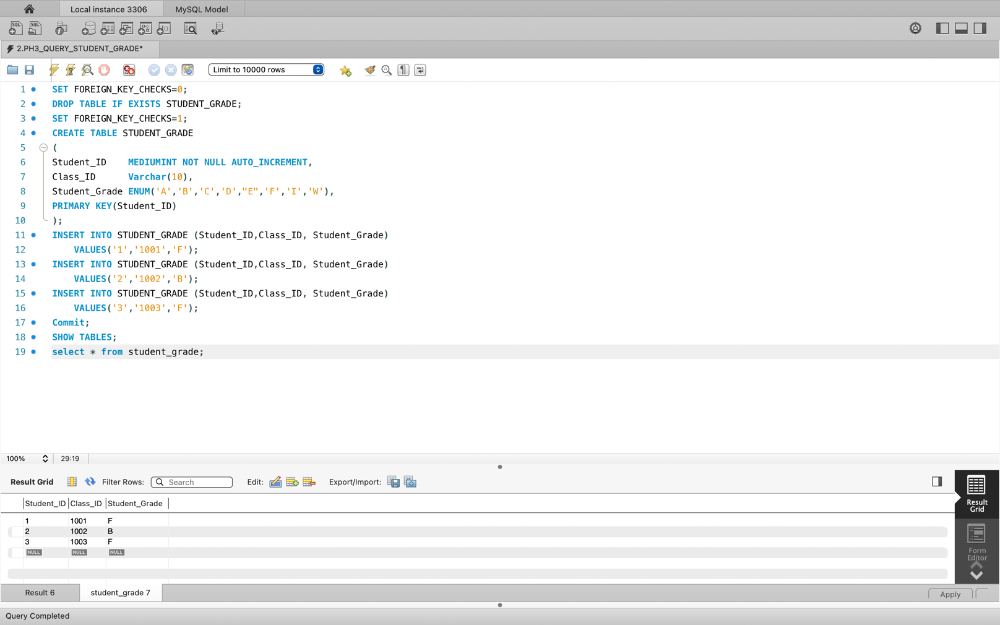 Local instance 3306 MySQL Model
2.PH3_QUERY_STUDENT_GRADE*
Limit to 10000 rows
1 SET FOREIGN_KEY_CHECKS=0;
2 DROP TABLE IF EXISTS STUDENT_GRADE;
3 SET FOREIGN_KEY_CHECKS=1;
4 CREATE TABLE STUDENT_GRADE
5 (
6 Student_ID    MEDIUMINT NOT NULL AUTO_INCREMENT,
7 Class_ID      Varchar(10),
8 Student_Grade ENUM('A','B','C','D',"E",'F','I','W'),
9 PRIMARY KEY(Student_ID)
10 );
11 INSERT INTO STUDENT_GRADE (Student_ID,Class_ID, Student_Grade)
12     VALUES('1','1001','F');
13 INSERT INTO STUDENT_GRADE (Student_ID,Class_ID, Student_Grade)
14     VALUES('2','1002','B');
15 INSERT INTO STUDENT_GRADE (Student_ID,Class_ID, Student_Grade)
16     VALUES('3','1003','F');
17 Commit;
18 SHOW TABLES;
19 select * from student_grade;
100% 29:19
Result Grid Filter Rows: Search Edit: Export/Import:
Student_ID Class_ID Student_Grade
1 1001 F
2 1002 B
3 1003 F
NULL NULL NULL
Result
Grid
Form
Editor
Result 6 student_grade 7 Apply
Query Completed